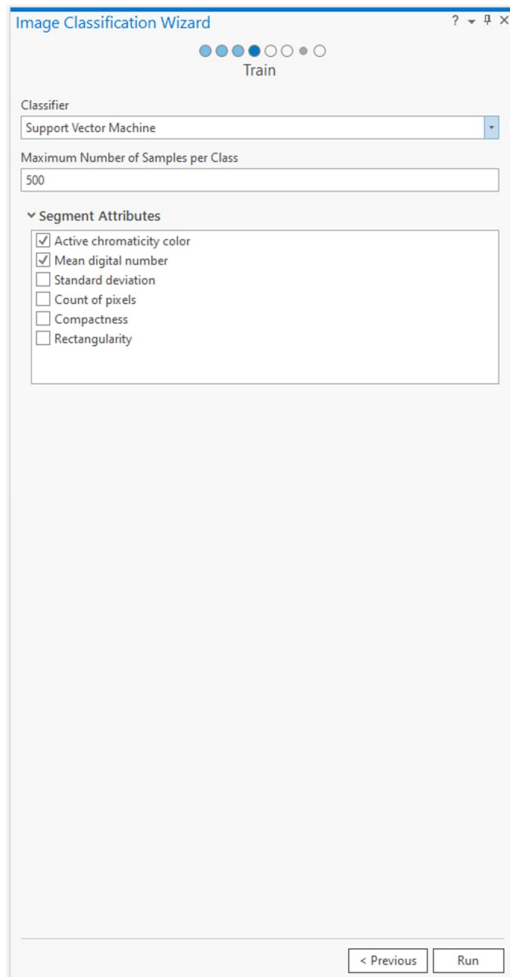 Image Classification Wizard
?
Train
Classifier
Support Vector Machine
Maximum Number of Samples per Class
500
Segment Attributes
Active chromaticity color
Mean digital number
Standard deviation
Count of pixels
Compactness
Rectangularity
< Previous
Run